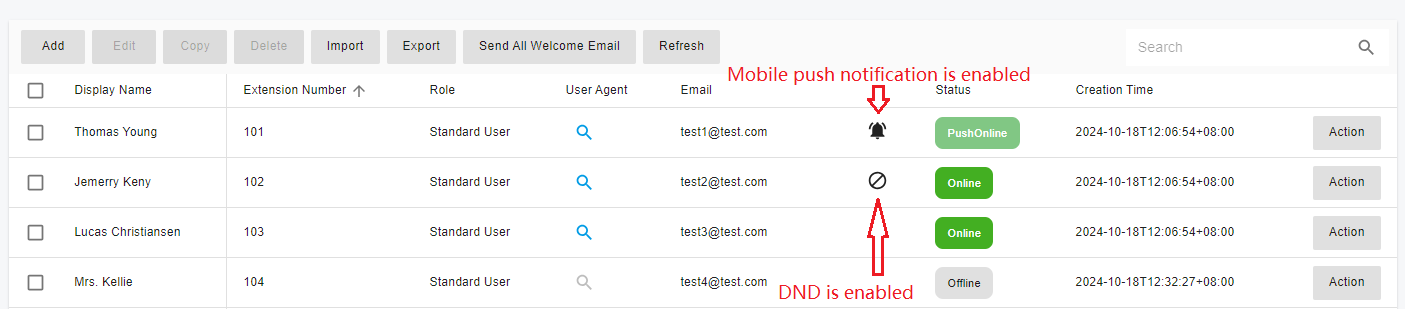 Add Edit Copy Delete Import Export Send All Welcome Email Refresh Search
Mobile push notification is enabled
Display Name Extension Number Role User Agent Email Status Creation Time
Thomas Young 101 Standard User test1@test.com PushOnline 2024-10-18T12:06:54+08:00 Action
Jemerry Keny 102 Standard User test2@test.com Online 2024-10-18T12:06:54+08:00 Action
Lucas Christiansen 103 Standard User test3@test.com Online 2024-10-18T12:06:54+08:00 Action
Mrs. Kellie 104 Standard User test4@test.com Offline 2024-10-18T12:32:27+08:00 Action
DND is enabled